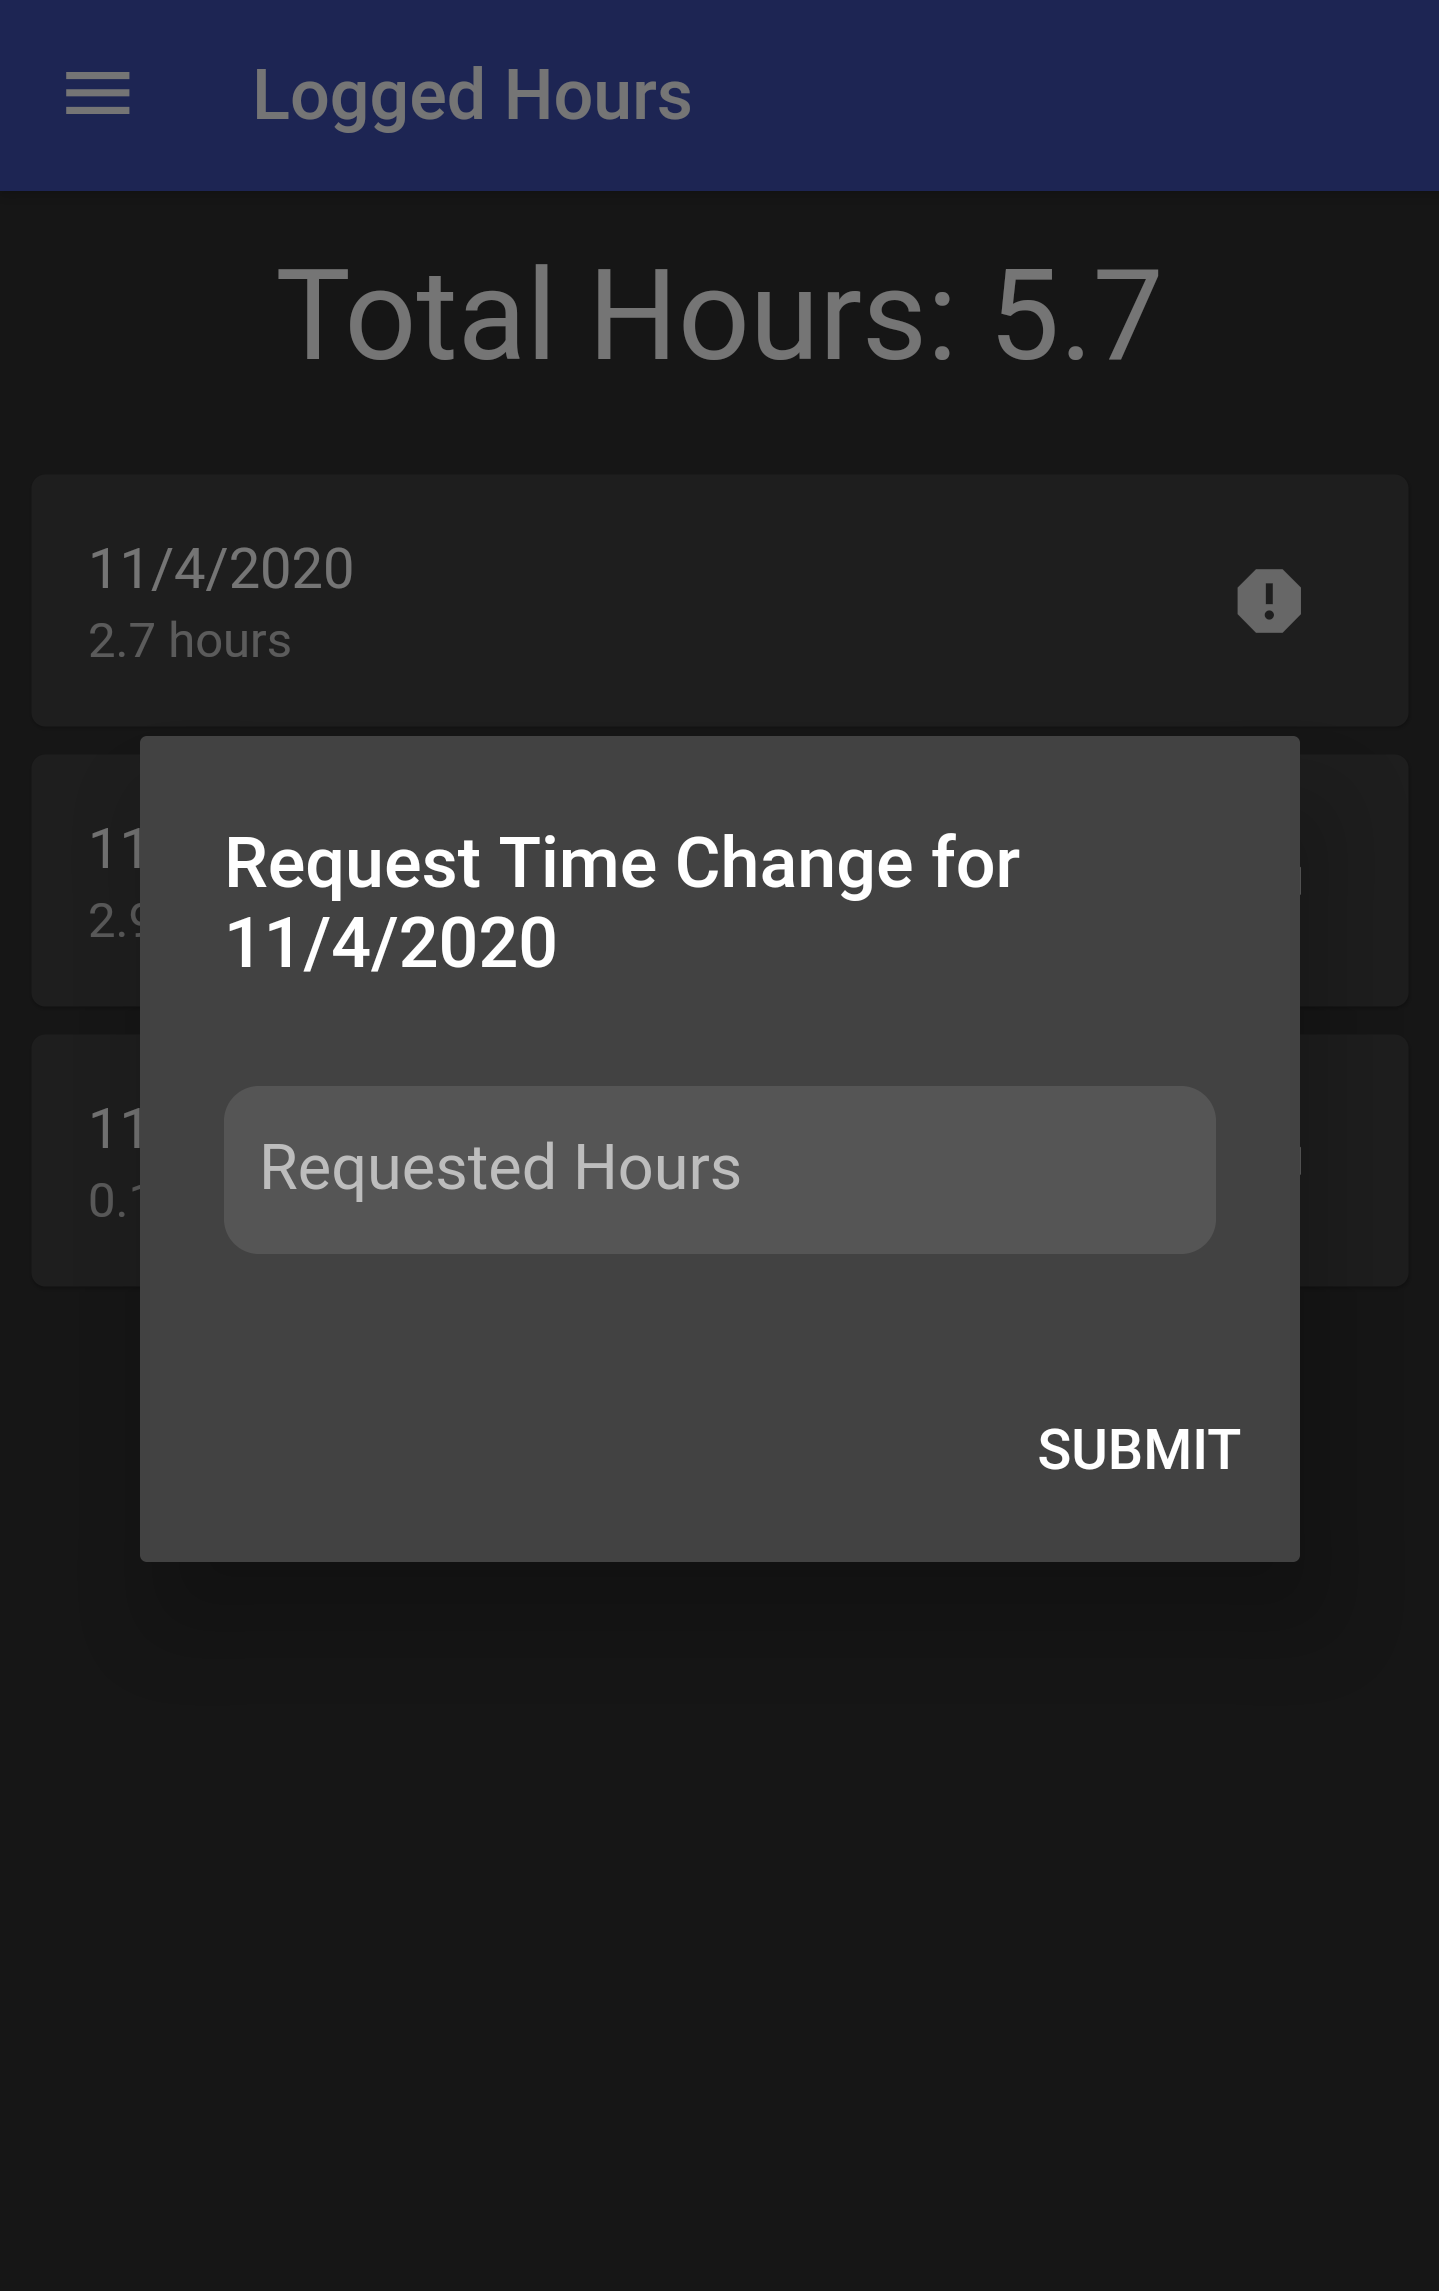 Logged Hours
Total Hours: 5.7
11/4/2020
2.7 hours
Request Time Change for
11/4/2020
Requested Hours
SUBMIT